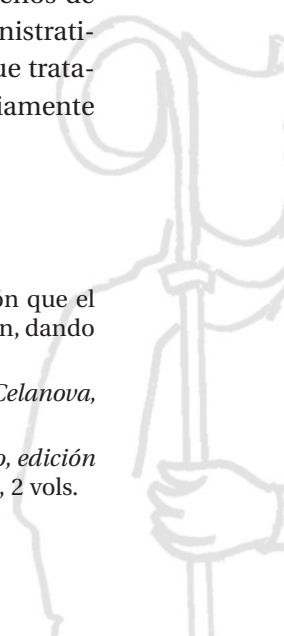 nistrati-
ue trata-
iamente
ón que el
n, dando
Celanova,
o, edición
, 2 vols.